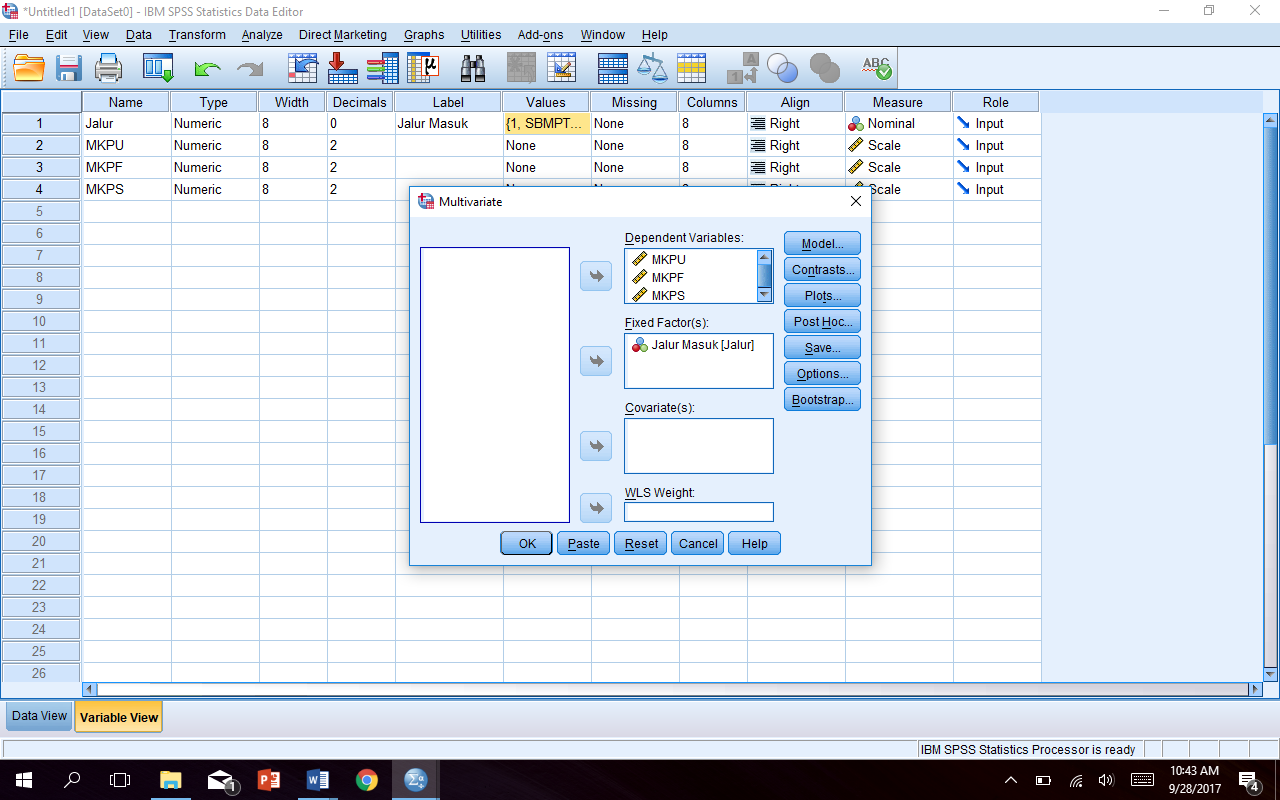 *Untitled1 [DataSet0] - IBM SPSS Statistics Data Editor
File Edit View Data Transform Analyze Direct Marketing Graphs Utilities Add-ons Window Help
Name Type Width Decimals Label Values Missing Columns Align Measure Role
1 Jalur Numeric 8 0 Jalur Masuk {1, SBMPT... None 8 Right Nominal Input
2 MKPU Numeric 8 2 None None 8 Right Scale Input
3 MKPF Numeric 8 2 None None 8 Right Scale Input
4 MKPS Numeric 8 2 Scale Input
5
6
7
8
9
10
11
12
13
14
15
16
17
18
19
20
21
22
23
24
25
26
Multivariate
Dependent Variables:
MKPU
MKPF
MKPS
Fixed Factor(s):
Jalur Masuk [Jalur]
Covariate(s):
WLS Weight:
Model...
Contrasts...
Plots...
Post Hoc...
Save...
Options...
Bootstrap...
OK Paste Reset Cancel Help
Data View Variable View
IBM SPSS Statistics Processor is ready
10:43 AM
9/28/2017